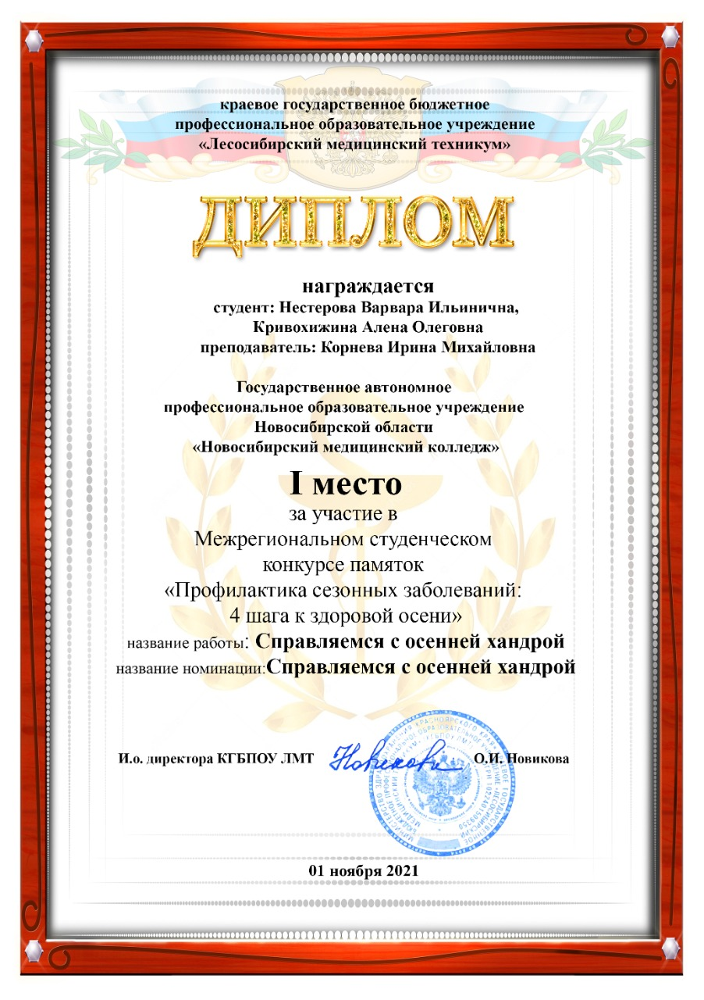 краевое государственное бюджетное
профессиональное образовательное учреждение
«Лесосибирский медицинский техникум»
ДИПЛОМ
награждается
студент: Нестерова Варвара Ильинична,
Кривохижина Алена Олеговна
преподаватель: Корнева Ирина Михайловна
Государственное автономное
профессиональное образовательное учреждение
Новосибирской области
«Новосибирский медицинский колледж»
I место
за участие в
Межрегиональном студенческом
конкурсе памяток
«Профилактика сезонных заболеваний:
4 шага к здоровой осени»
название работы: Справляемся с осенней хандрой
название номинации:Справляемся с осенней хандрой
И.о. директора КГБПОУ ЛМТ Новикова О.И. Новикова
01 ноября 2021